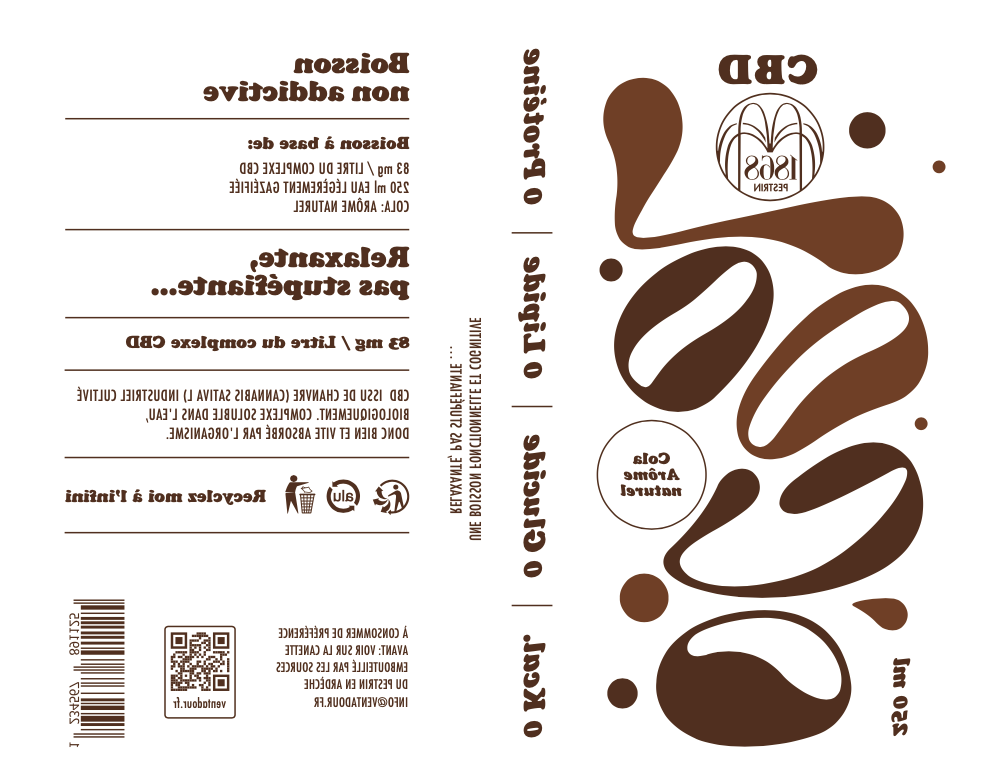 CBD
1868
PESTRIN
Cola
Arôme
naturel
250 ml
0 Protéine
0 Lipide
0 Glucide
0 Kcal.
RELAXANTE, PAS STUPÉFIANTE ...
UNE BOISSON FONCTIONNELLE ET COGNITIVE
Boisson
non addictive
Boisson à base de:
83 mg / LITRE DU COMPLEXE CBD
250 ml EAU LÉGÈREMENT GAZÉIFIÉE
COLA: ARÔME NATUREL
Relaxante,
pas stupéfiante...
83 mg / Litre du complexe CBD
CBD ISSU DE CHANVRE (CANNABIS SATIVA L) INDUSTRIEL CULTIVÉ
BIOLOGIQUEMENT. COMPLEXE SOLUBLE DANS L'EAU,
DONC BIEN ET VITE ABSORBÉ PAR L'ORGANISME.
alu
Recyclez moi à l'infini
À CONSOMMER DE PRÉFÉRENCE
AVANT: VOIR SUR LA CANETTE
EMBOUTEILLÉ PAR LES SOURCES
DU PESTRIN EN ARDÈCHE
INFO@VENTADOUR.FR
ventadour.fr
1 234567 891125